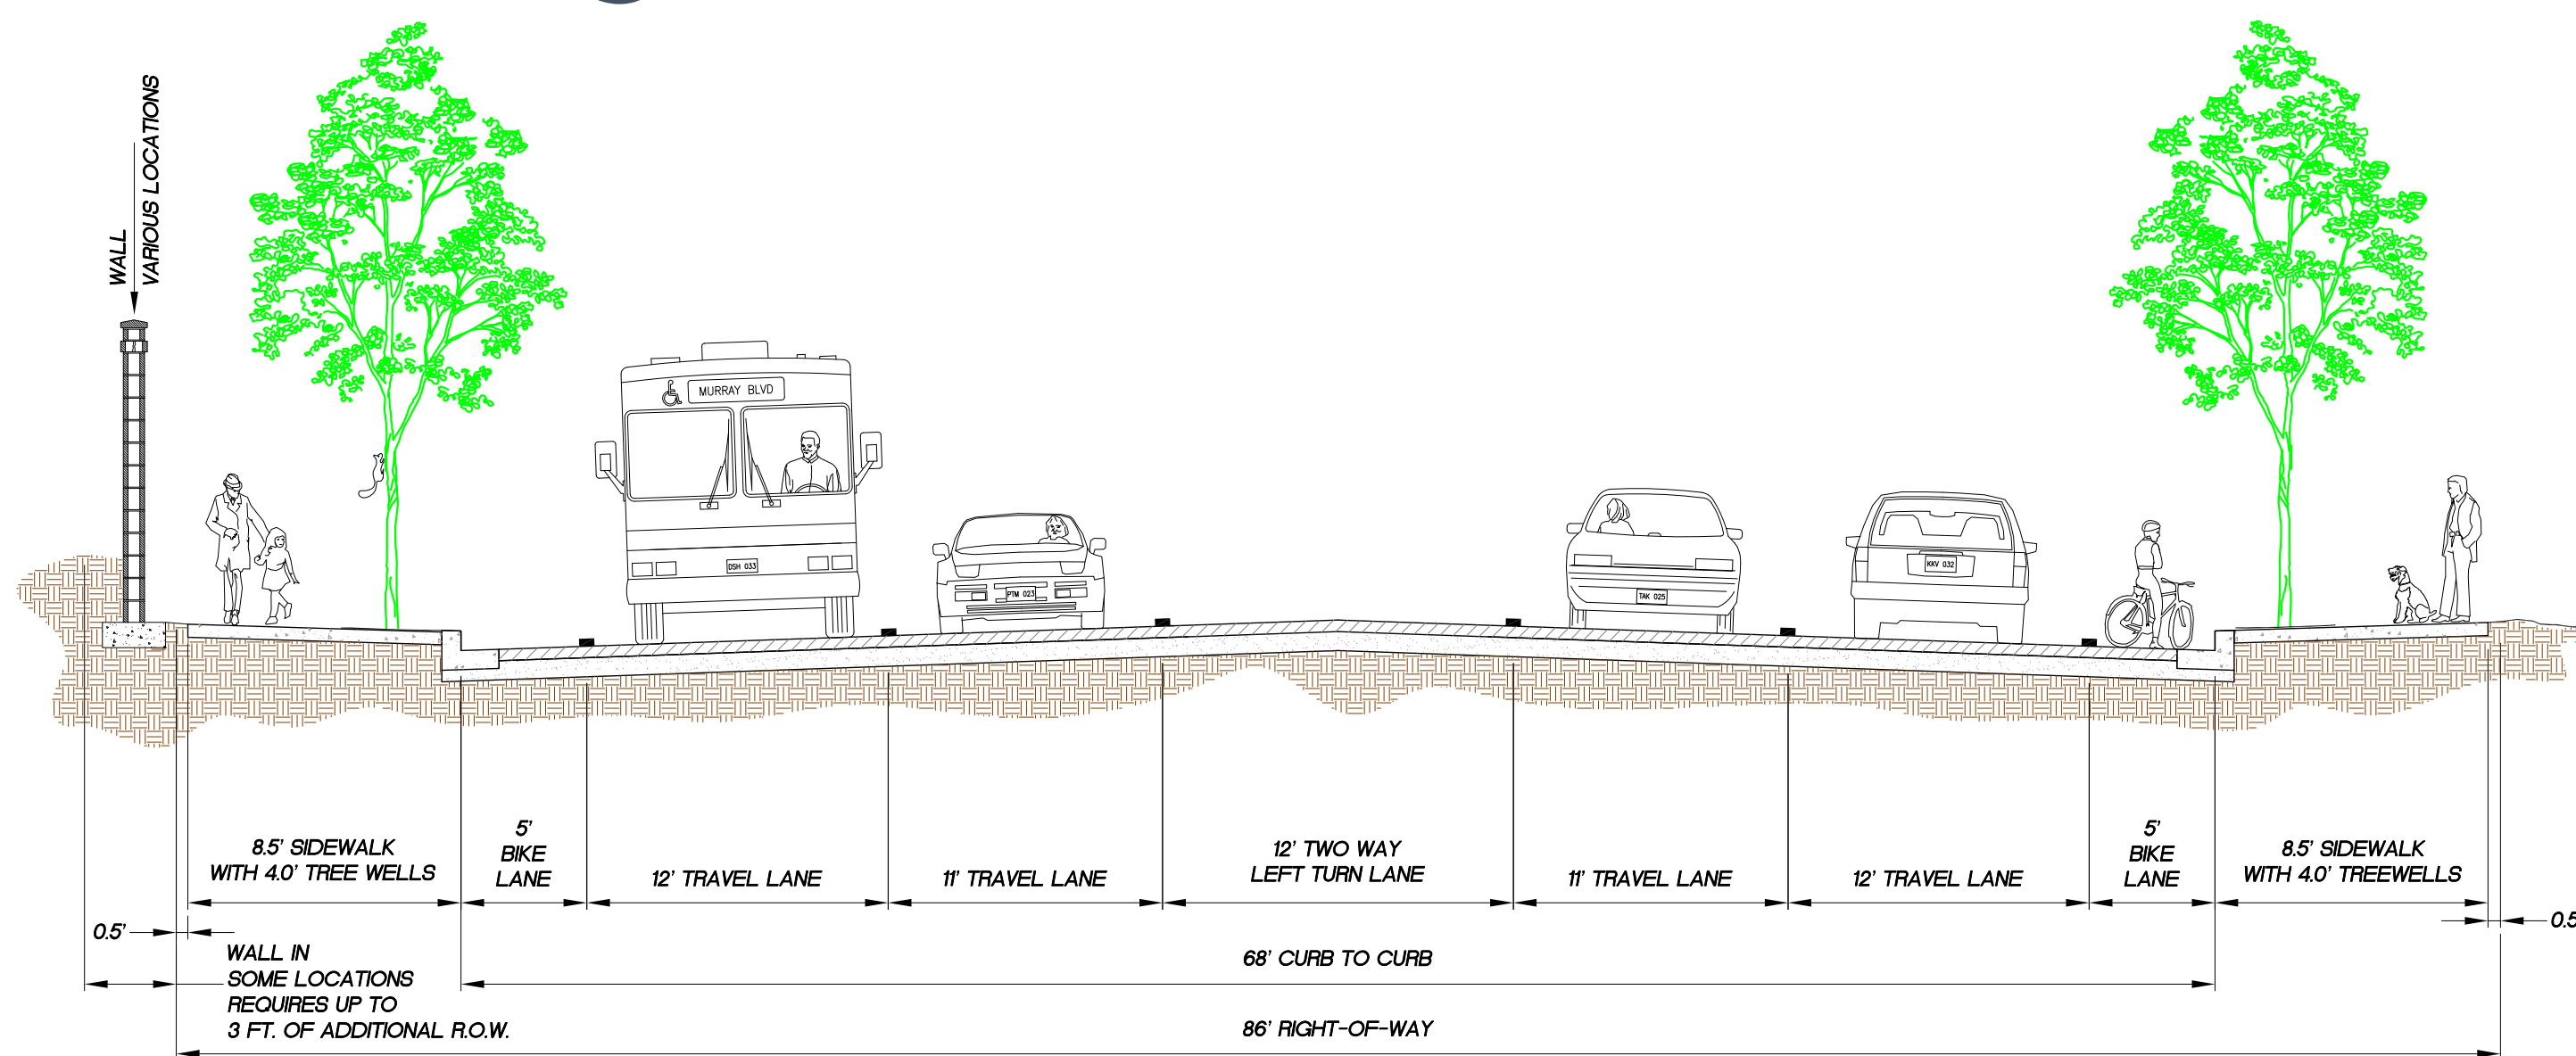 WALL
VARIOUS LOCATIONS
MURRAY BLVD
DSH 033
PTM 023
TAK 025
KKV 032
8.5' SIDEWALK
WITH 4.0' TREE WELLS
5'
BIKE
LANE
12' TRAVEL LANE
11' TRAVEL LANE
12' TWO WAY
LEFT TURN LANE
11' TRAVEL LANE
12' TRAVEL LANE
5'
BIKE
LANE
8.5' SIDEWALK
WITH 4.0' TREEWELLS
0.5'
0.5
WALL IN
SOME LOCATIONS
REQUIRES UP TO
3 FT. OF ADDITIONAL R.O.W.
68' CURB TO CURB
86' RIGHT-OF-WAY